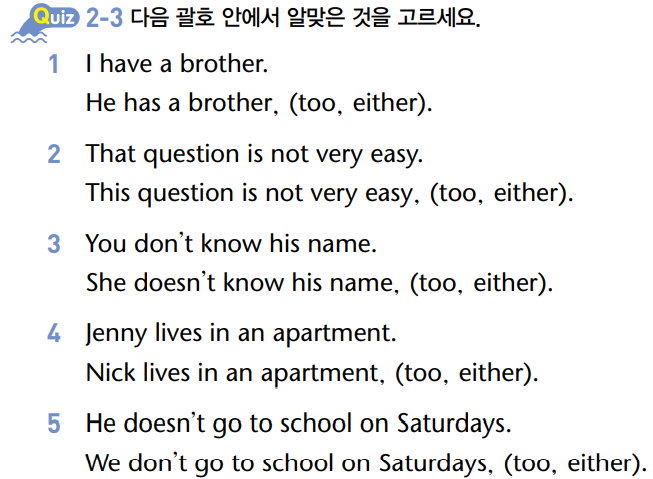 Quiz 2-3 다음 괄호 안에서 알맞은 것을 고르세요.
1 I have a brother.
He has a brother, (too, either).
2 That question is not very easy.
This question is not very easy, (too, either).
3 You don't know his name.
She doesn't know his name, (too, either).
4 Jenny lives in an apartment.
Nick lives in an apartment, (too, either).
5 He doesn't go to school on Saturdays.
We don't go to school on Saturdays, (too, either).